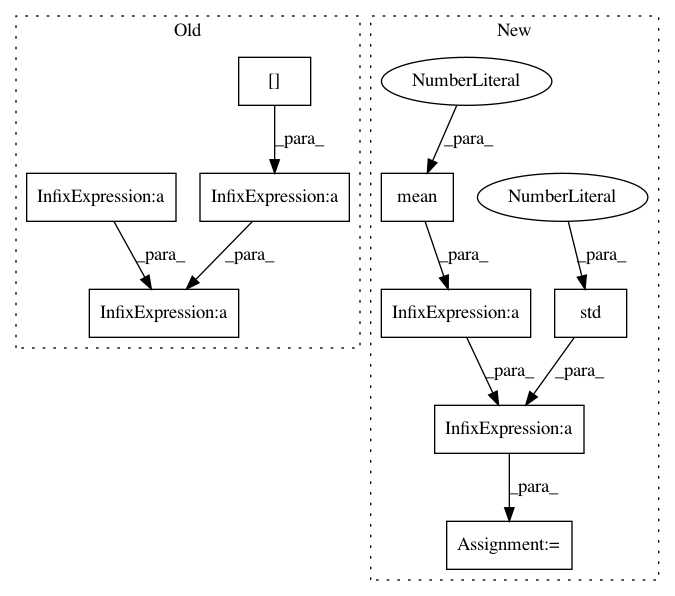 Old
New
[]
NumberLiteral
_para_
_para_
InfixExpression:a
InfixExpression:a
mean
NumberLiteral
_para_
_para_
_para_
_para_
InfixExpression:a
InfixExpression:a
std
_para_
_para_
InfixExpression:a
_para_
Assignment:=